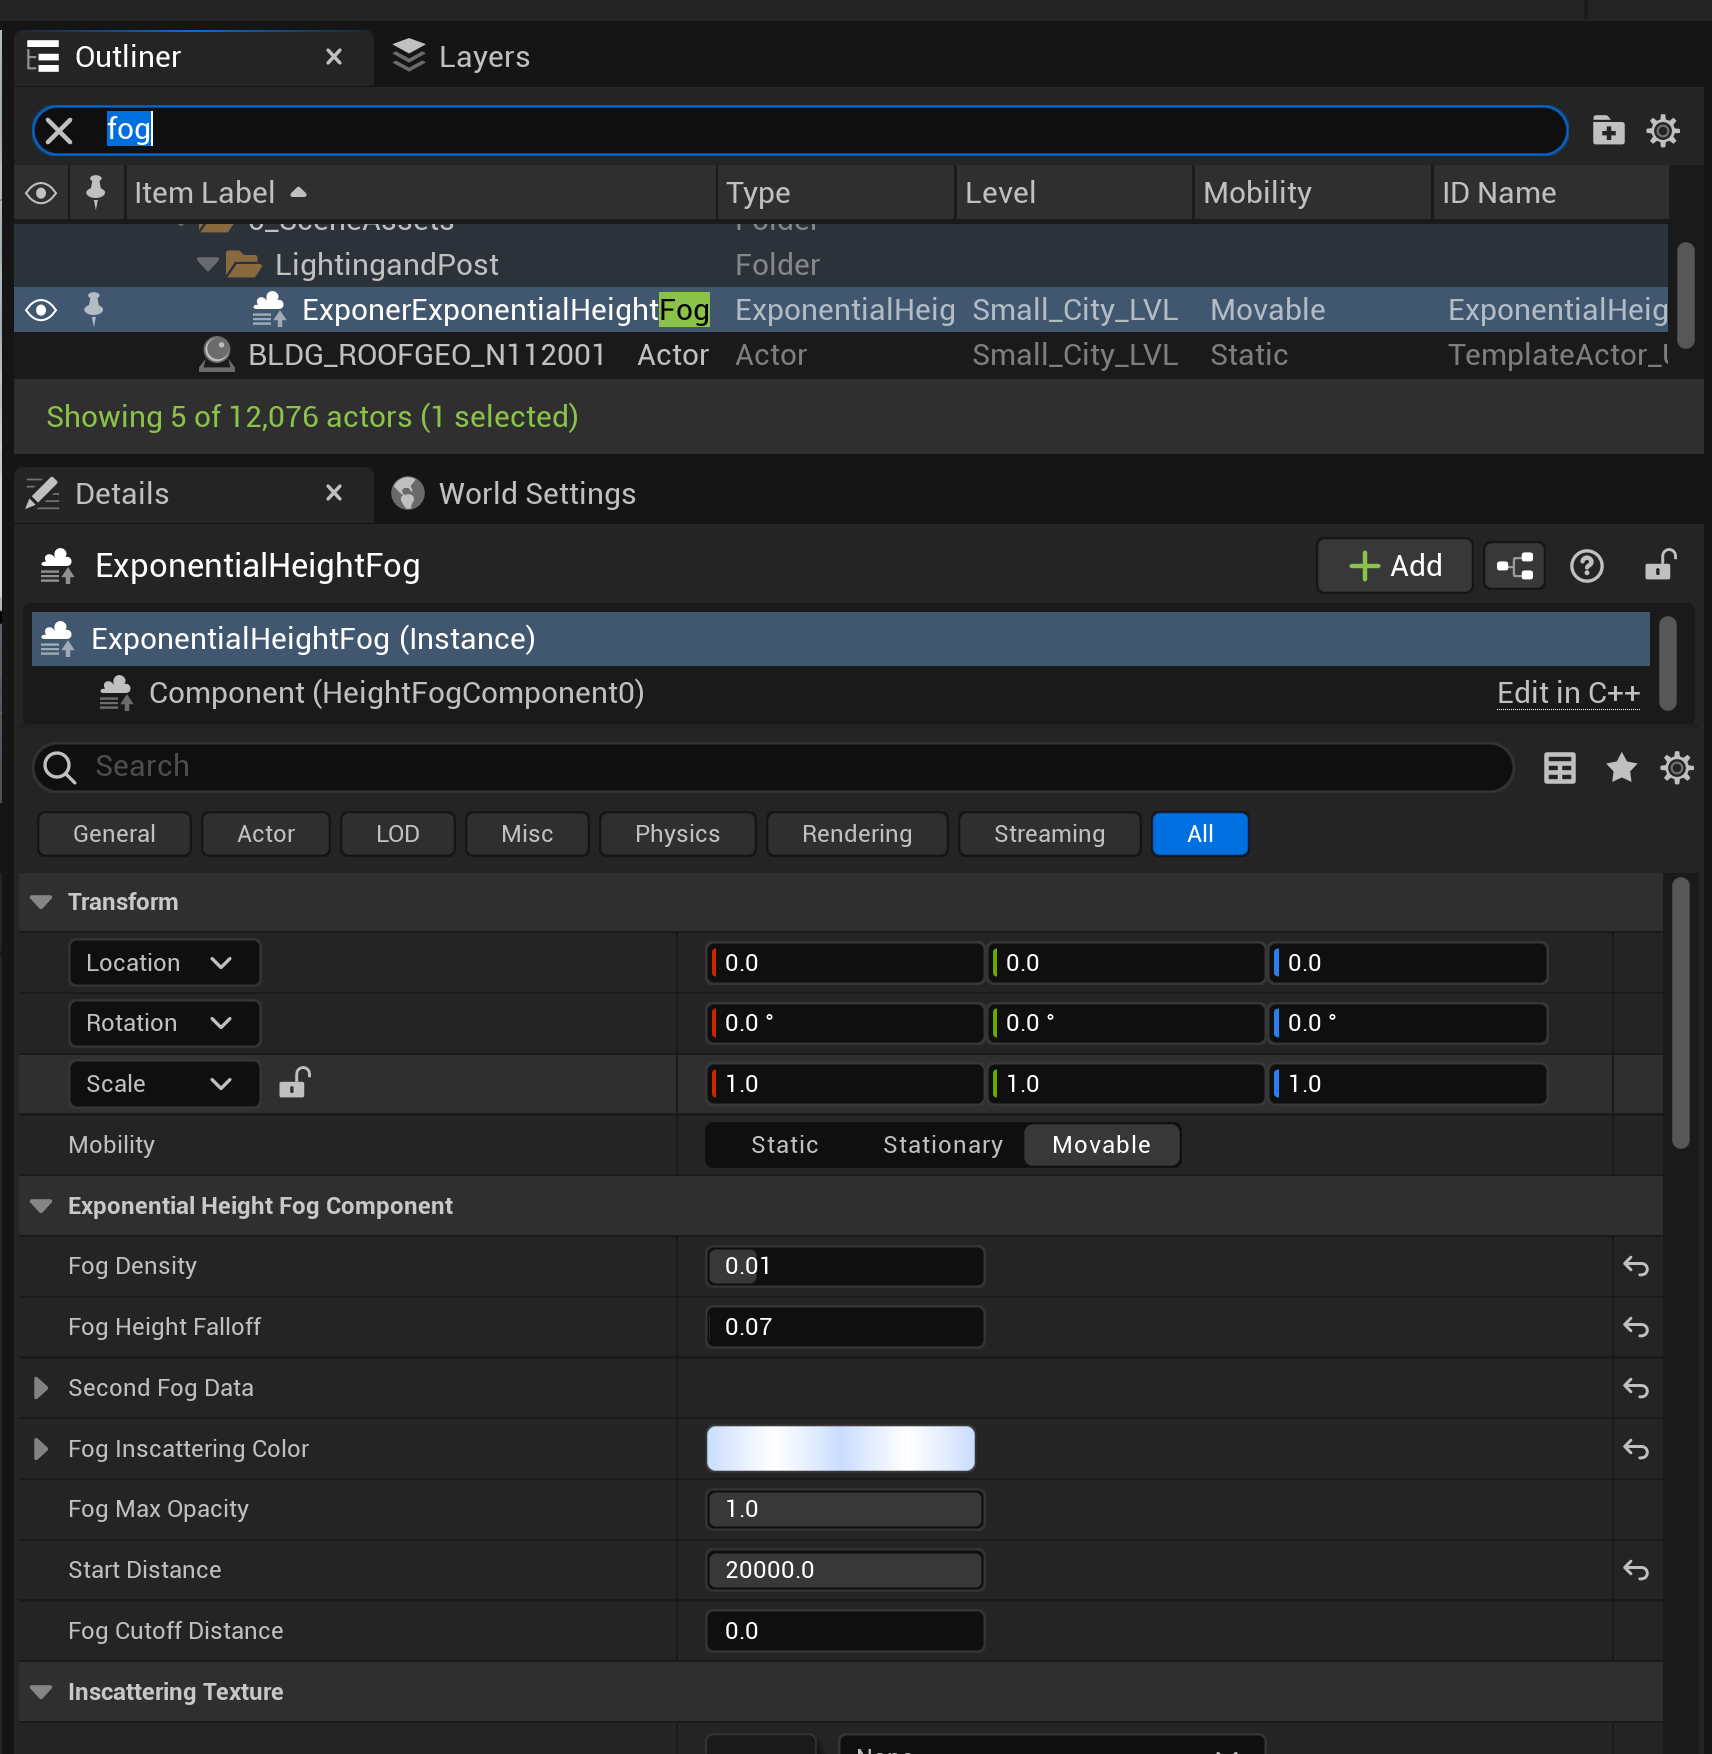 Outliner
Layers
fog
Item Label Type Level Mobility ID Name
LightingandPost Folder
ExponerExponentialHeightFog ExponentialHeig Small_City_LVL Movable ExponentialHeig
BLDG_ROOFGEO_N112001 Actor Actor Small_City_LVL Static TemplateActor_
Showing 5 of 12,076 actors (1 selected)
Details
World Settings
ExponentialHeightFog
Add
ExponentialHeightFog (Instance)
Component (HeightFogComponent0) Edit in C++
Search
General Actor LOD Misc Physics Rendering Streaming All
Transform
Location 0.0 0.0 0.0
Rotation 0.0 ° 0.0 ° 0.0 °
Scale 1.0 1.0 1.0
Mobility Static Stationary Movable
Exponential Height Fog Component
Fog Density 0.01
Fog Height Falloff 0.07
Second Fog Data
Fog Inscattering Color
Fog Max Opacity 1.0
Start Distance 20000.0
Fog Cutoff Distance 0.0
Inscattering Texture